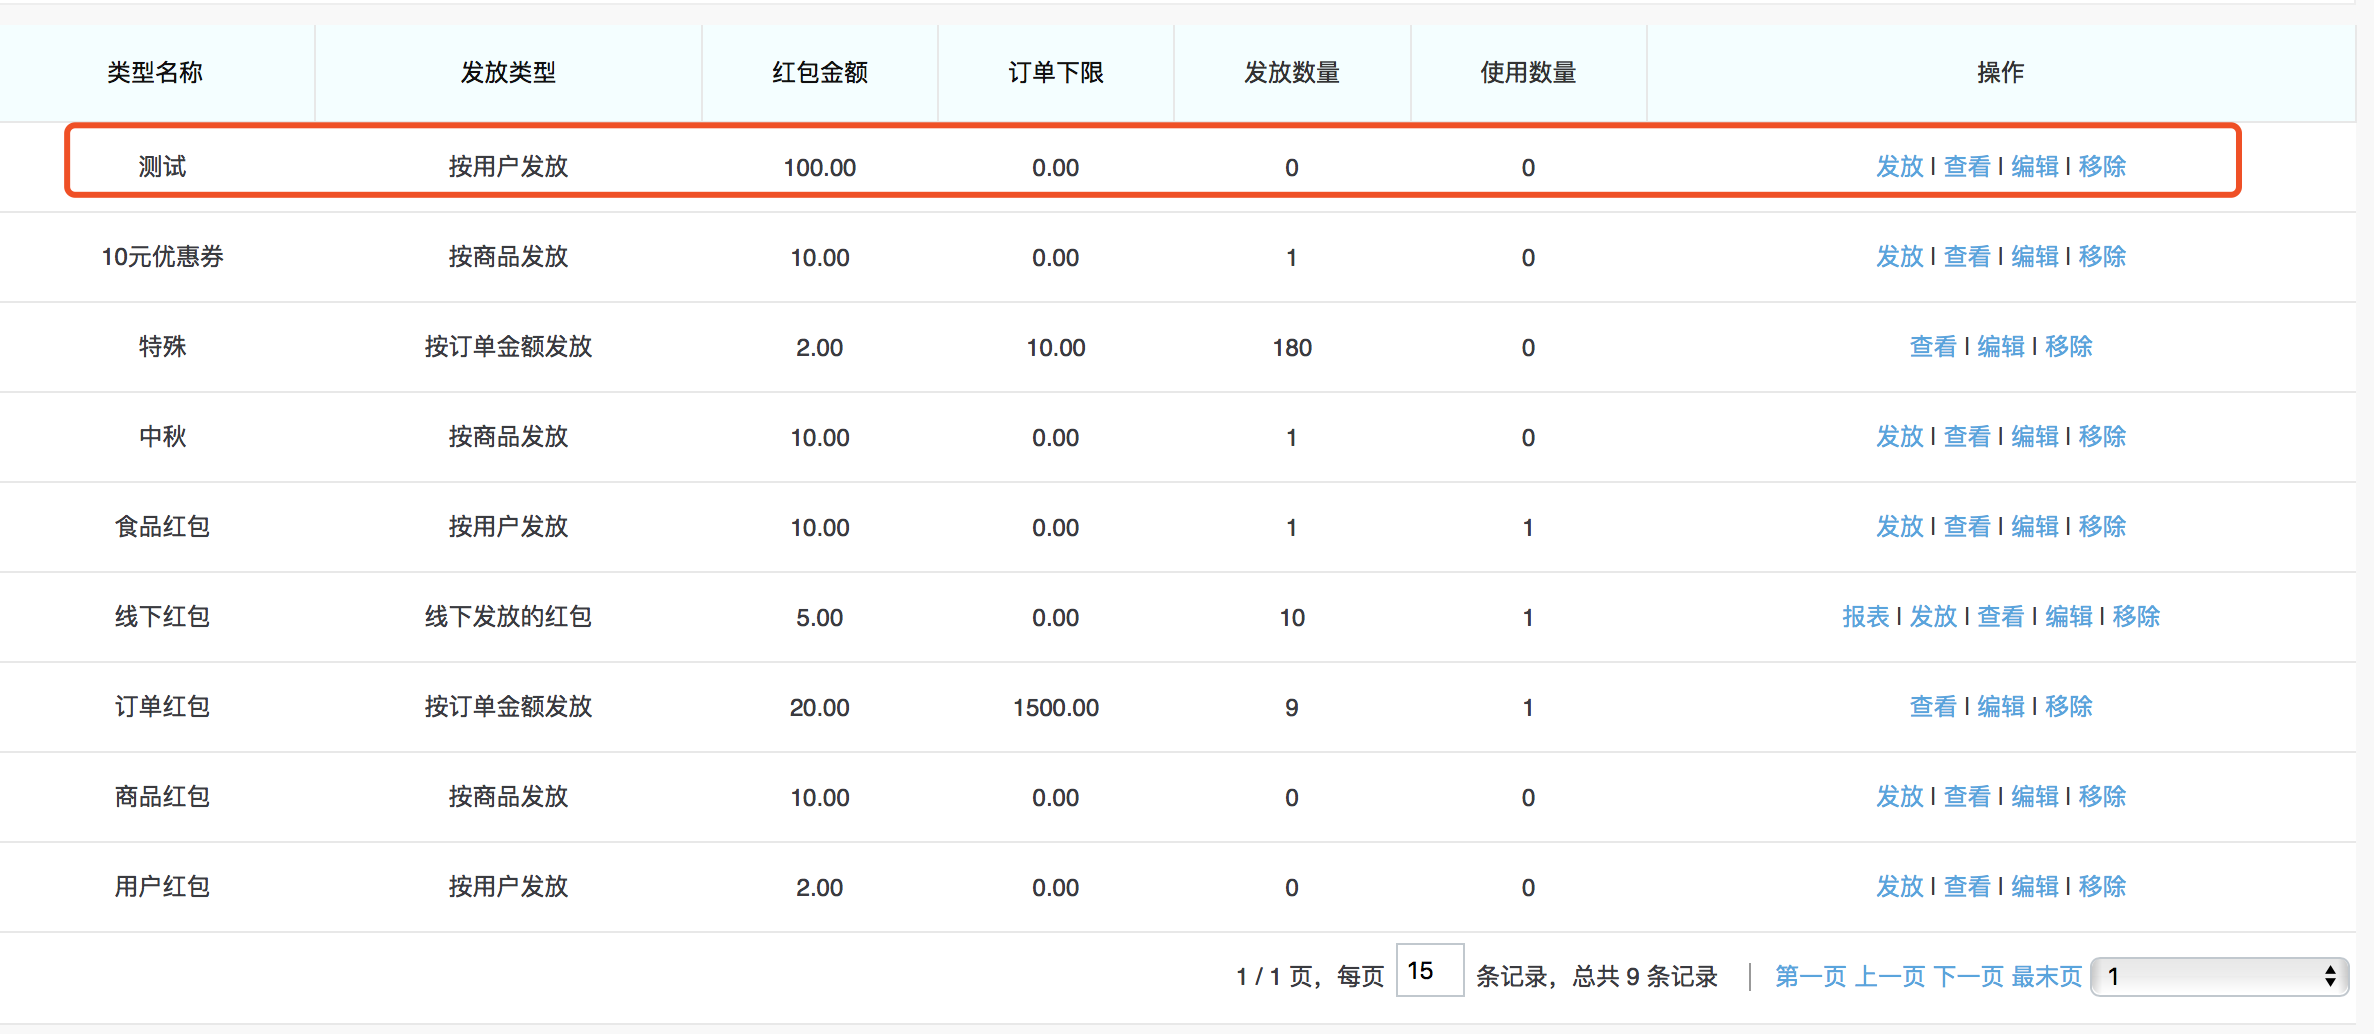 类型名称 发放类型 红包金额 订单下限 发放数量 使用数量 操作
测试 按用户发放 100.00 0.00 0 0 发放 | 查看 | 编辑 | 移除
10元优惠券 按商品发放 10.00 0.00 1 0 发放 | 查看 | 编辑 | 移除
特殊 按订单金额发放 2.00 10.00 180 0 查看 | 编辑 | 移除
中秋 按商品发放 10.00 0.00 1 0 发放 | 查看 | 编辑 | 移除
食品红包 按用户发放 10.00 0.00 1 1 发放 | 查看 | 编辑 | 移除
线下红包 线下发放的红包 5.00 0.00 10 1 报表 | 发放 | 查看 | 编辑 | 移除
订单红包 按订单金额发放 20.00 1500.00 9 1 查看 | 编辑 | 移除
商品红包 按商品发放 10.00 0.00 0 0 发放 | 查看 | 编辑 | 移除
用户红包 按用户发放 2.00 0.00 0 0 发放 | 查看 | 编辑 | 移除
1 / 1 页，每页 15 条记录，总共 9 条记录 | 第一页 上一页 下一页 最末页 1